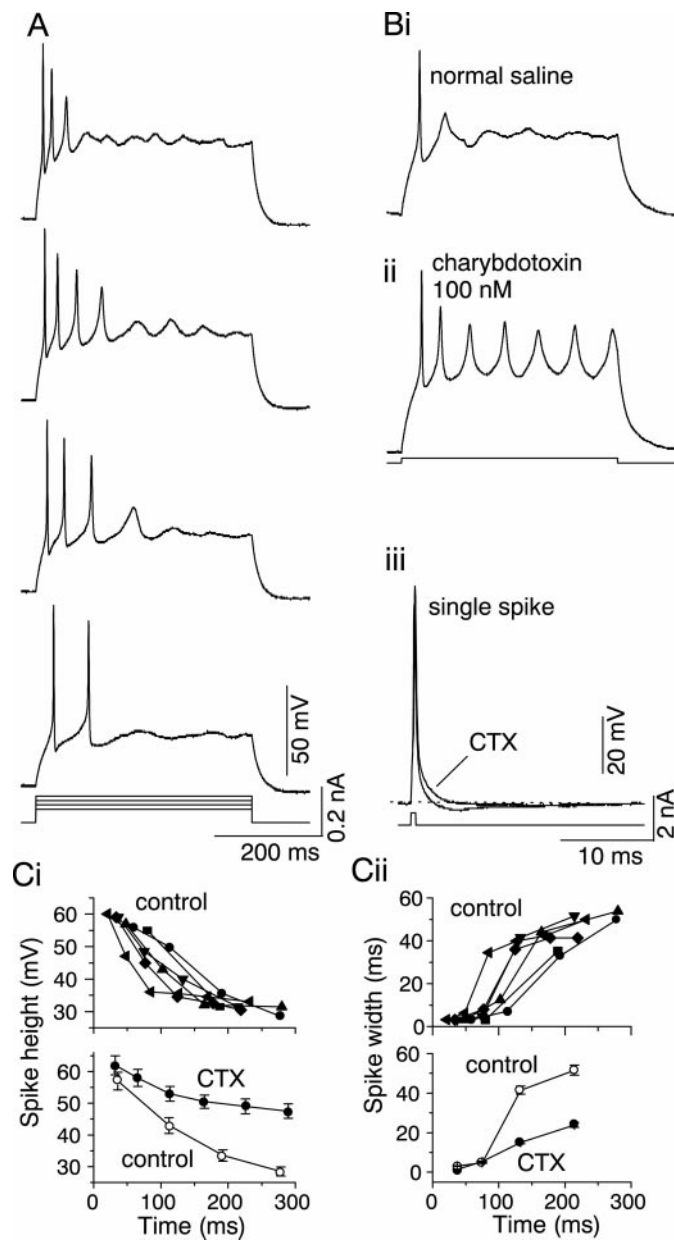 A
Bi
normal saline
ii
charybdotoxin
100 nM
iii
single spike
CTX
50 mV
0.2 nA
200 ms
20 mV
2 nA
10 ms
Ci
control
Spike height (mV)
60
50
40
30
CTX
control
60
50
40
30
0
100
200
300
Time (ms)
Cii
control
Spike width (ms)
60
40
20
0
control
CTX
60
40
20
0
0
100
200
300
Time (ms)